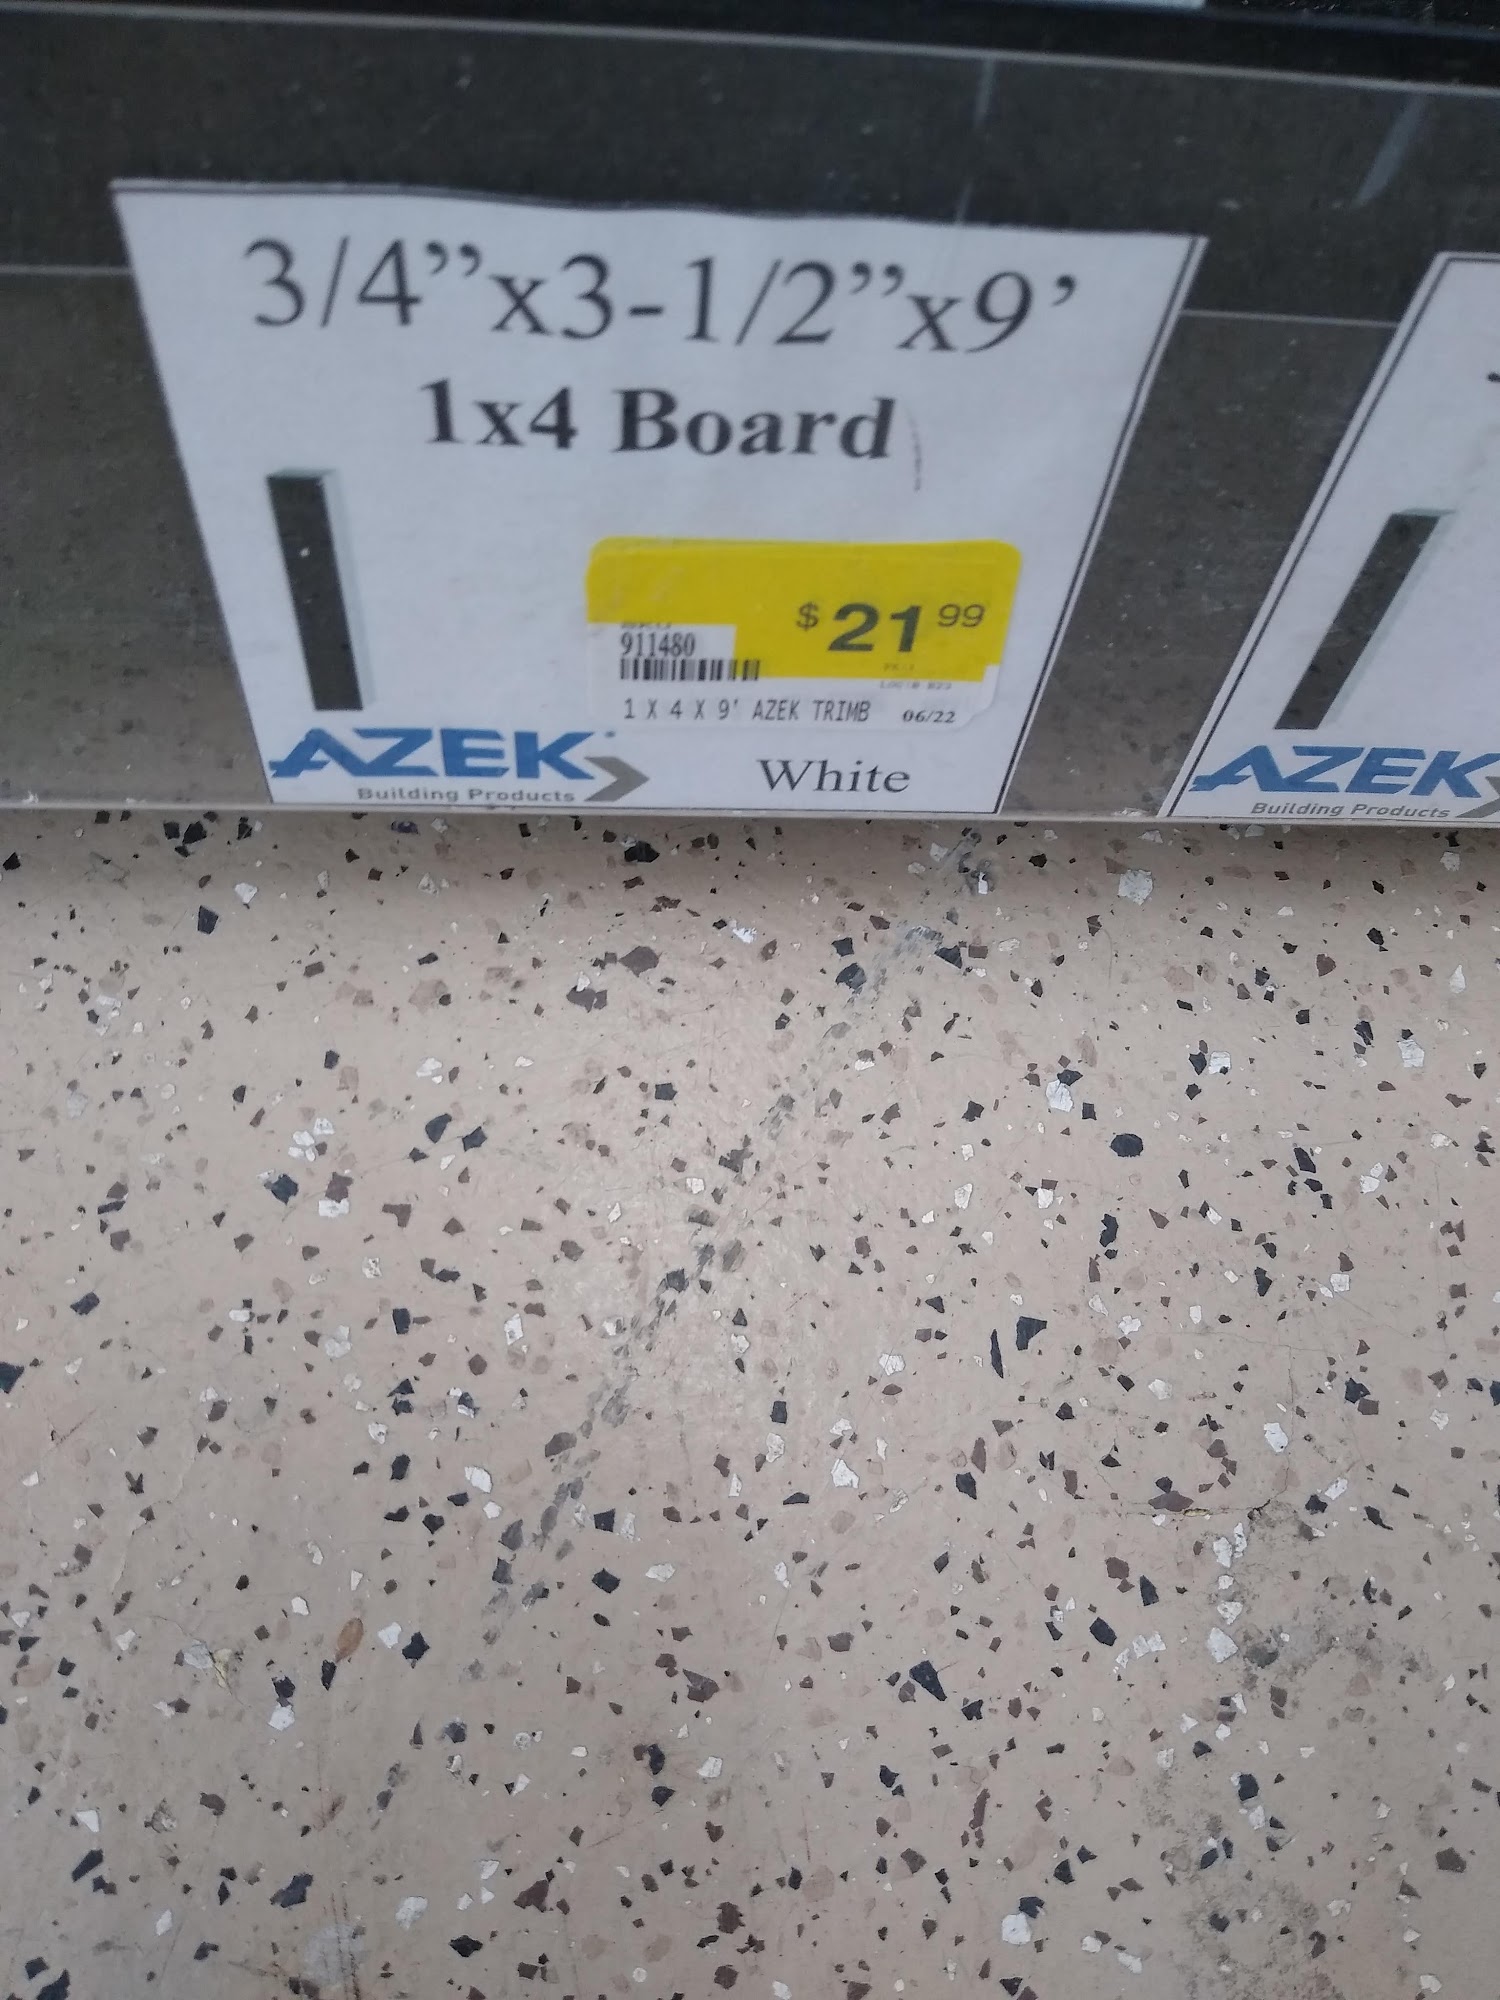 3/4”x3-1/2”x9’
1x4 Board
$21 99
911480
1 X 4 X 9' AZEK TRIMB 06/22
AZEK
Building Products
White
AZEK
Building Products